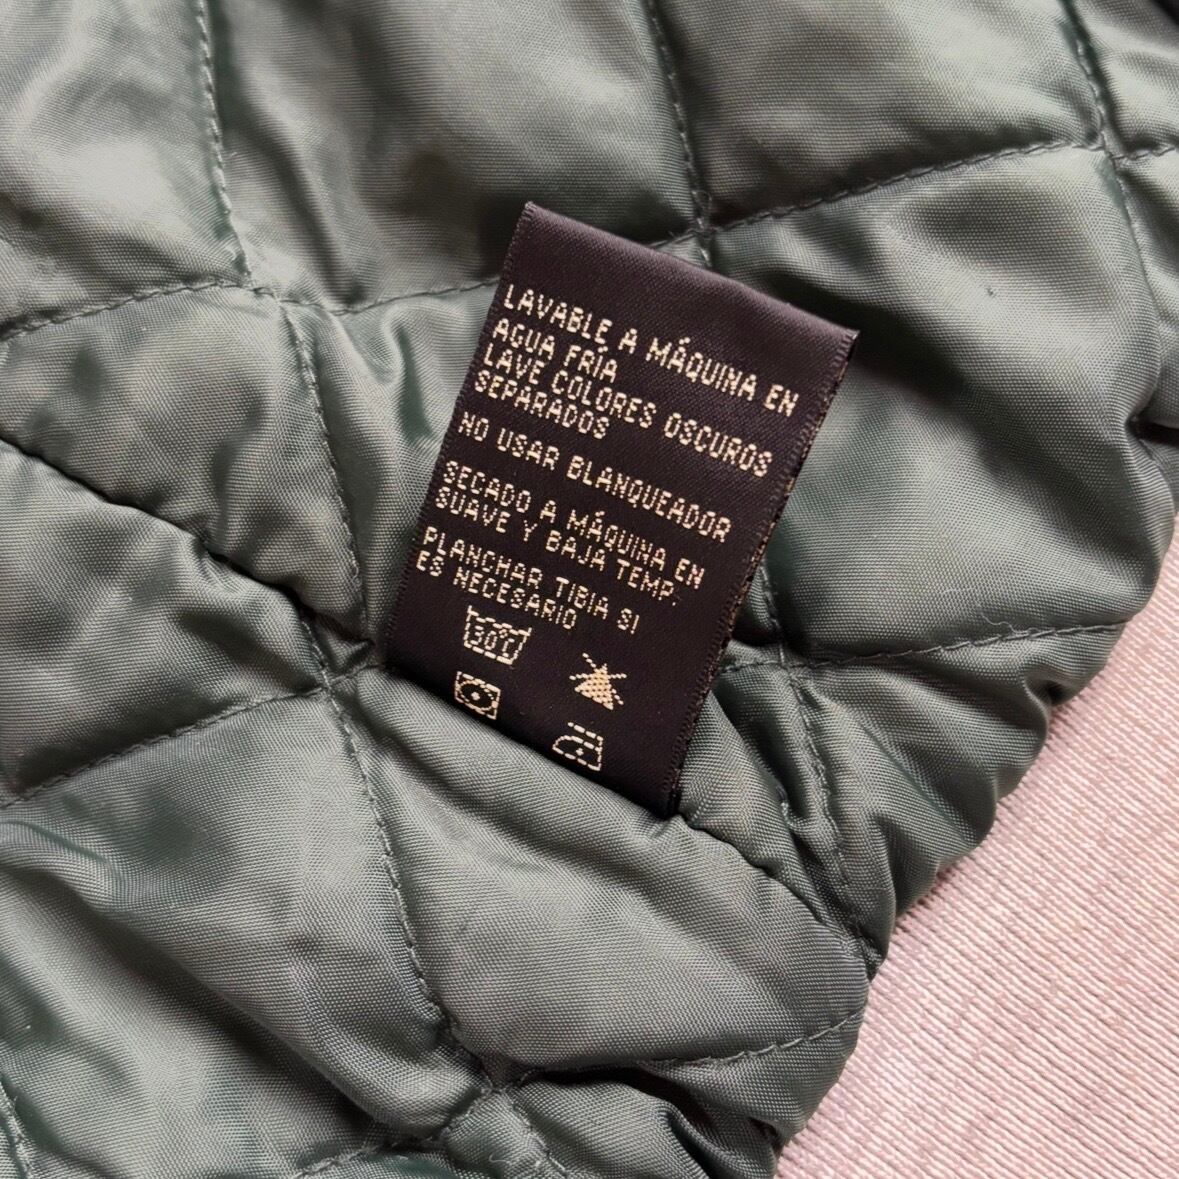 LAVABLE A MÁQUINA EN
AGUA FRÍA
LAVE COLORES OSCUROS
SEPARADOS
NO USAR BLANQUEADOR
SECADO A MÁQUINA EN
SUAVE Y BAJA TEMP.
PLANCHAR TIBIA SI
ES NECESARIO
30℃